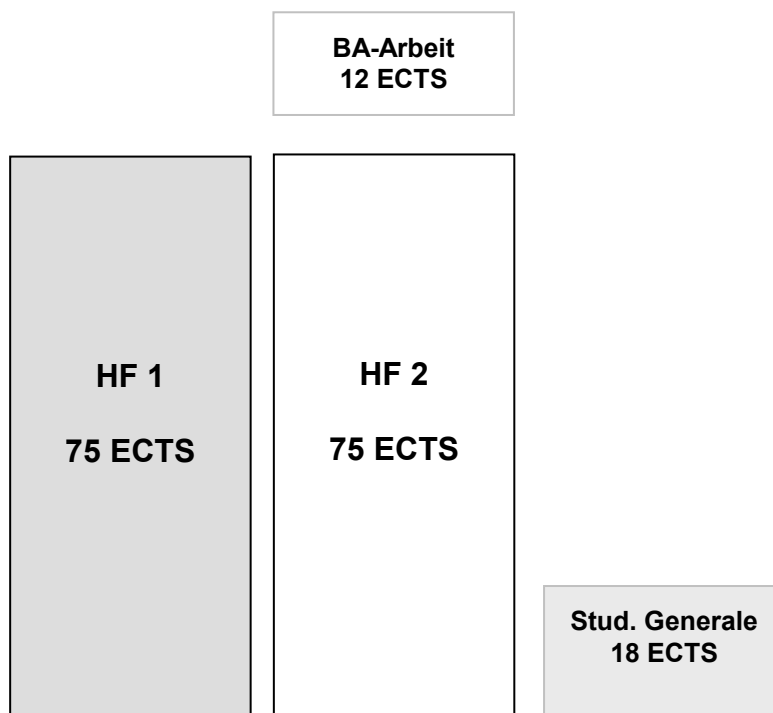 BA-Arbeit
12 ECTS
HF 1
75 ECTS
HF 2
75 ECTS
Stud. Generale
18 ECTS